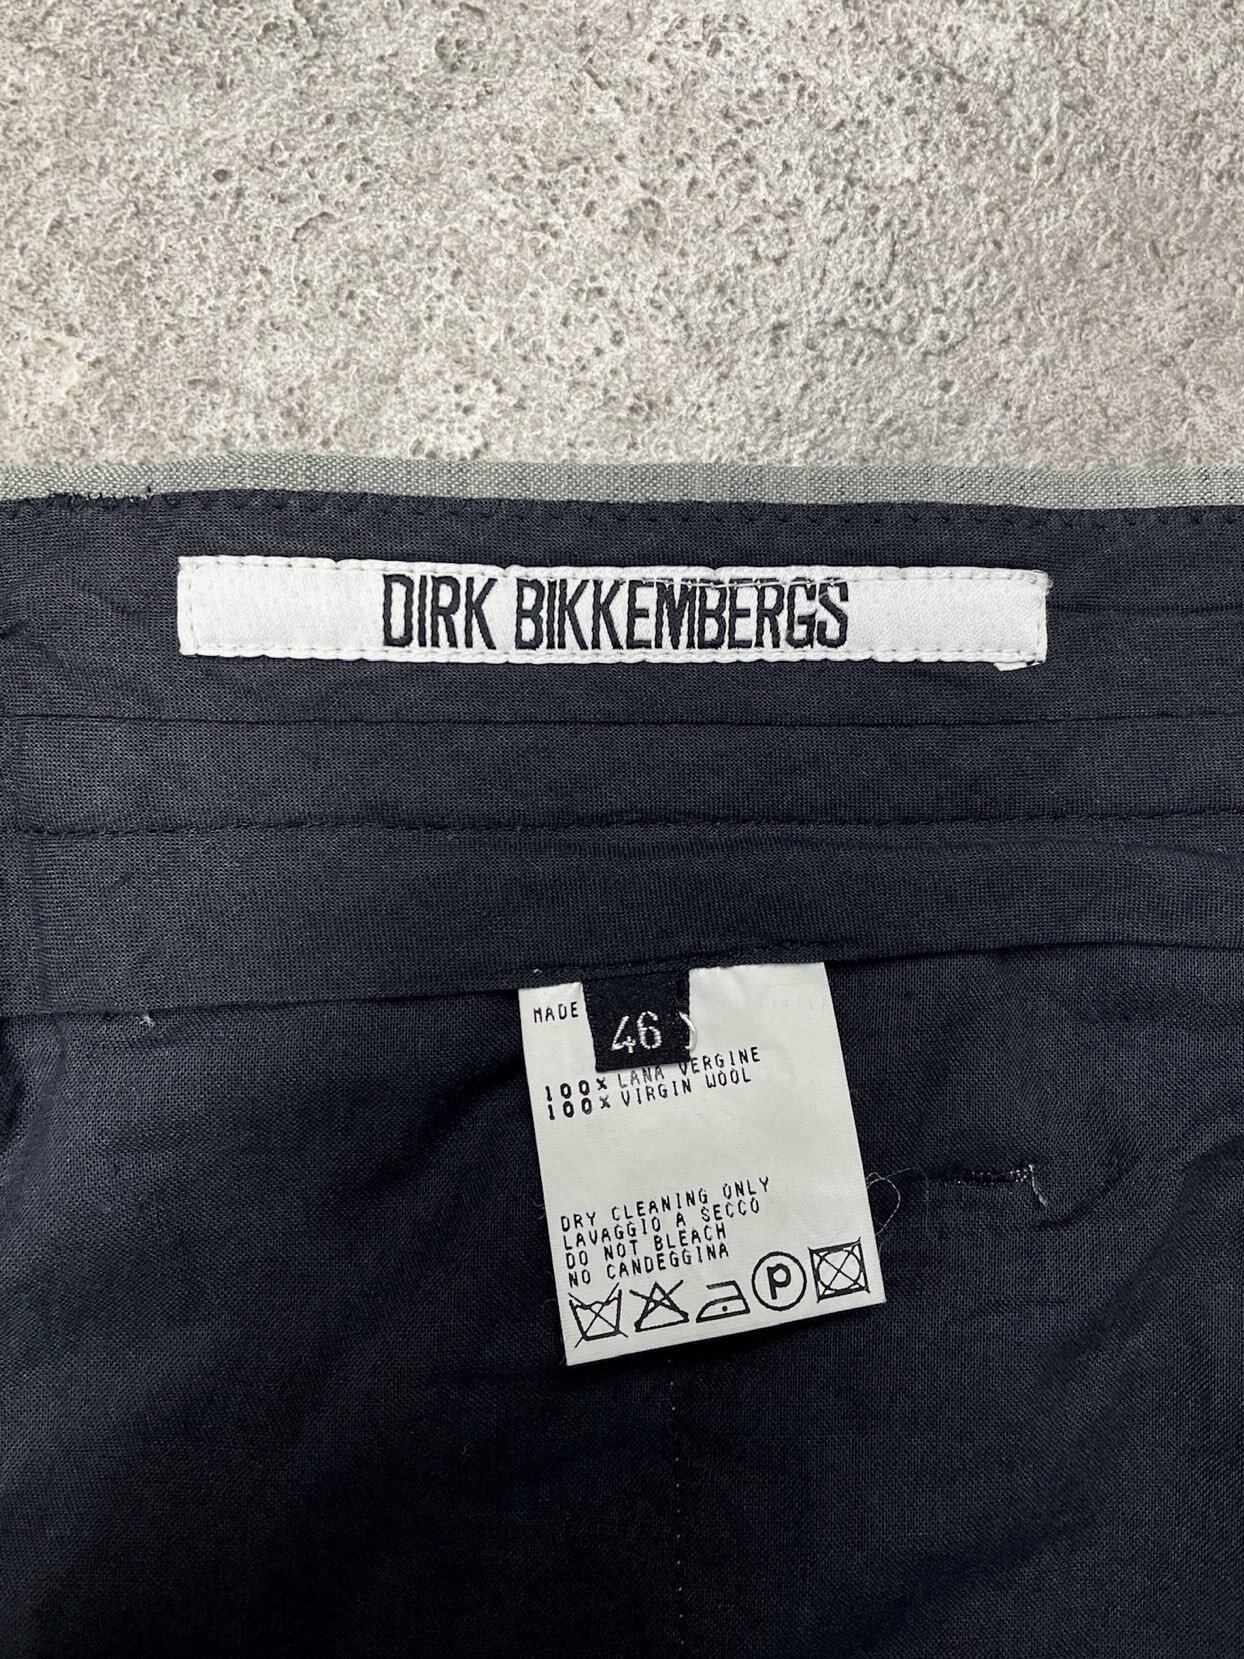 DIRK BIKKEMBERGS
MADE
46
100% LANA VERGINE
100% VIRGIN WOOL
DRY CLEANING ONLY
LAVAGGIO A SECCO
DO NOT BLEACH
NO CANDEGGINA
P